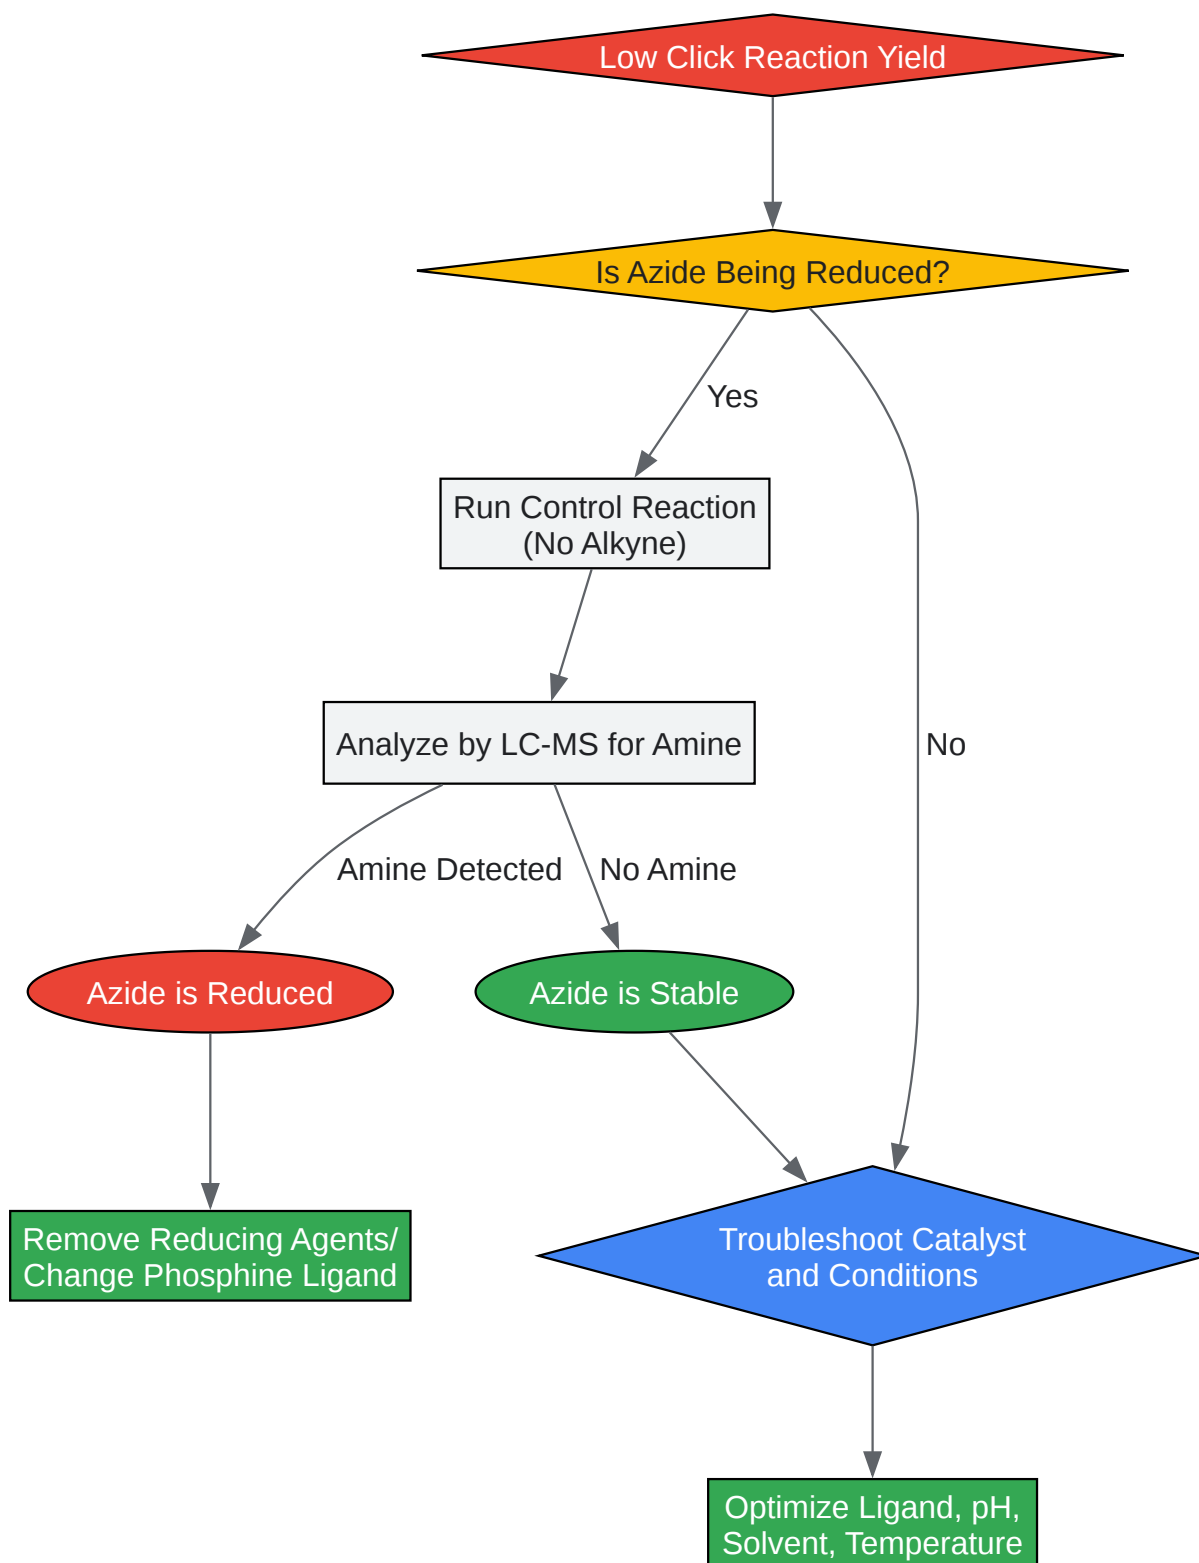 Low Click Reaction Yield
Is Azide Being Reduced?
Yes
Run Control Reaction
(No Alkyne)
Analyze by LC-MS for Amine
No
Amine Detected
No Amine
Azide is Reduced
Azide is Stable
Remove Reducing Agents/
Change Phosphine Ligand
Troubleshoot Catalyst
and Conditions
Optimize Ligand, pH,
Solvent, Temperature